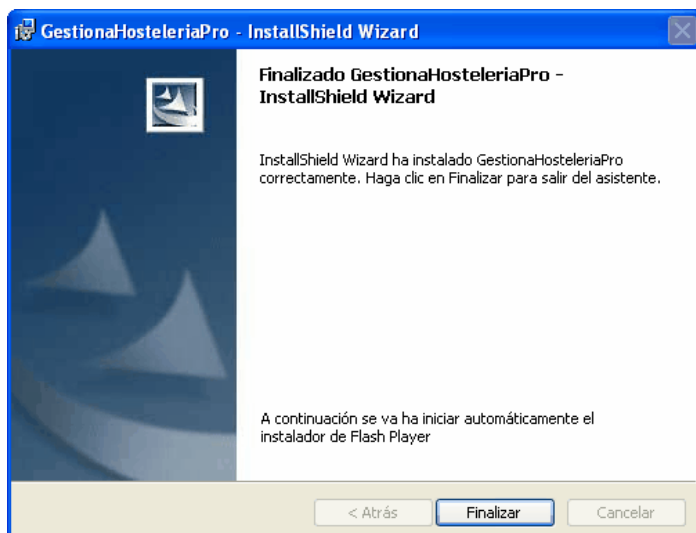 GestionaHosteleriaPro - InstallShield Wizard
Finalizado GestionaHosteleriaPro -
InstallShield Wizard
InstallShield Wizard ha instalado GestionaHosteleriaPro
correctamente. Haga clic en Finalizar para salir del asistente.
A continuación se va ha iniciar automáticamente el
instalador de Flash Player
< Atrás
Finalizar
Cancelar